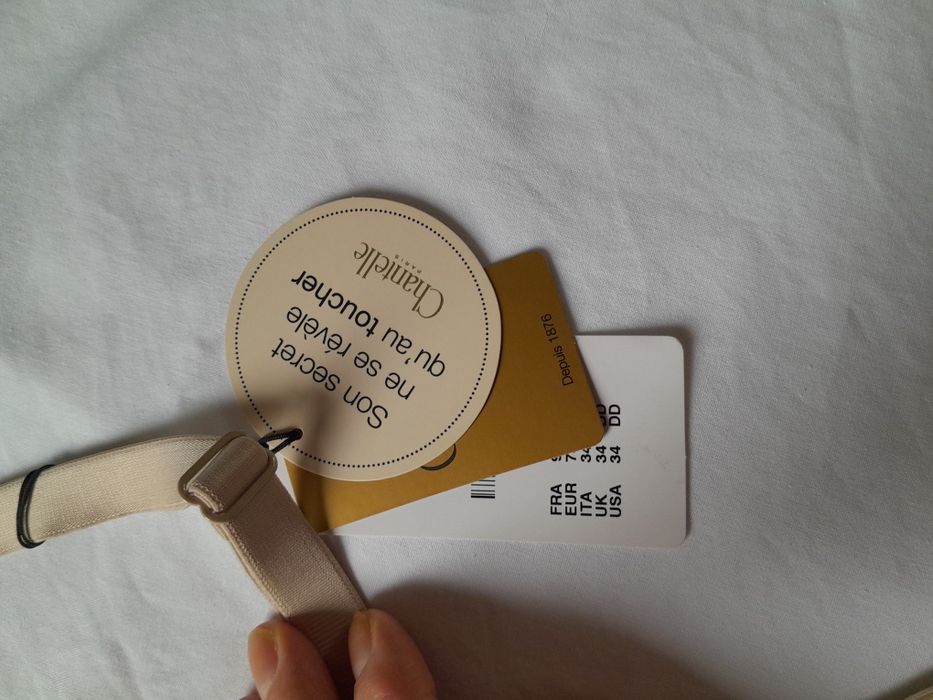 Son secret
ne se révèle
qu'au toucher
Chantelle
PARIS
Depuis 1876
FRA
EUR
ITA 34
UK 34
USA 34 DD